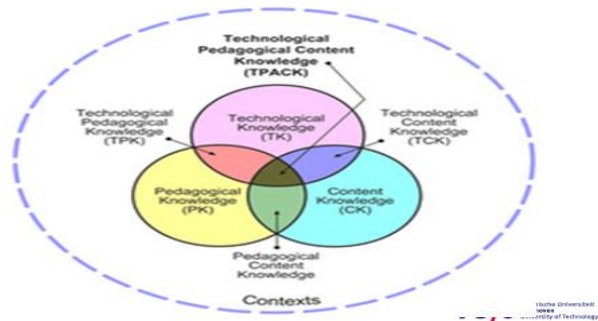 Technological
Pedagogical Content
Knowledge
(TPACK)
Technological
Pedagogical
Knowledge
(TPK)
Technological
Knowledge
(TK)
Technological
Content
Knowledge
(TCK)
Pedagogical
Knowledge
(PK)
Content
Knowledge
(CK)
Pedagogical
Content
Knowledge
Contexts
Universiteit
University of Technology